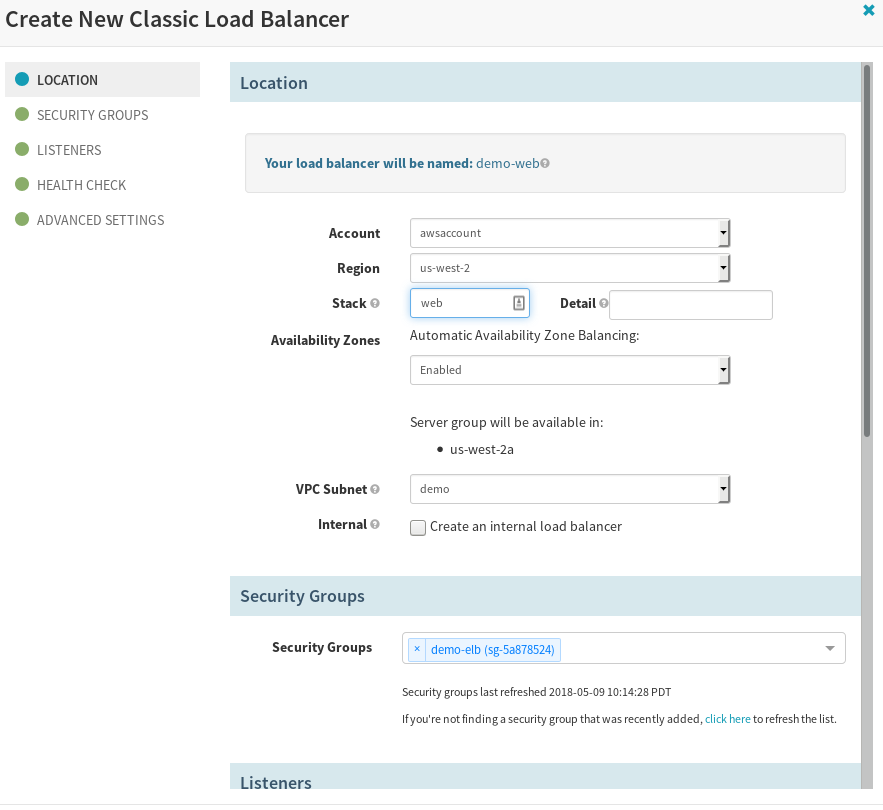 Create New Classic Load Balancer
LOCATION
SECURITY GROUPS
LISTENERS
HEALTH CHECK
ADVANCED SETTINGS
Location
Your load balancer will be named: demo-web
Account awsaccount
Region us-west-2
Stack web Detail
Availability Zones Automatic Availability Zone Balancing:
Enabled
Server group will be available in:
• us-west-2a
VPC Subnet demo
Internal Create an internal load balancer
Security Groups
Security Groups × demo-elb (sg-5a878524)
Security groups last refreshed 2018-05-09 10:14:28 PDT
If you're not finding a security group that was recently added, click here to refresh the list.
Listeners